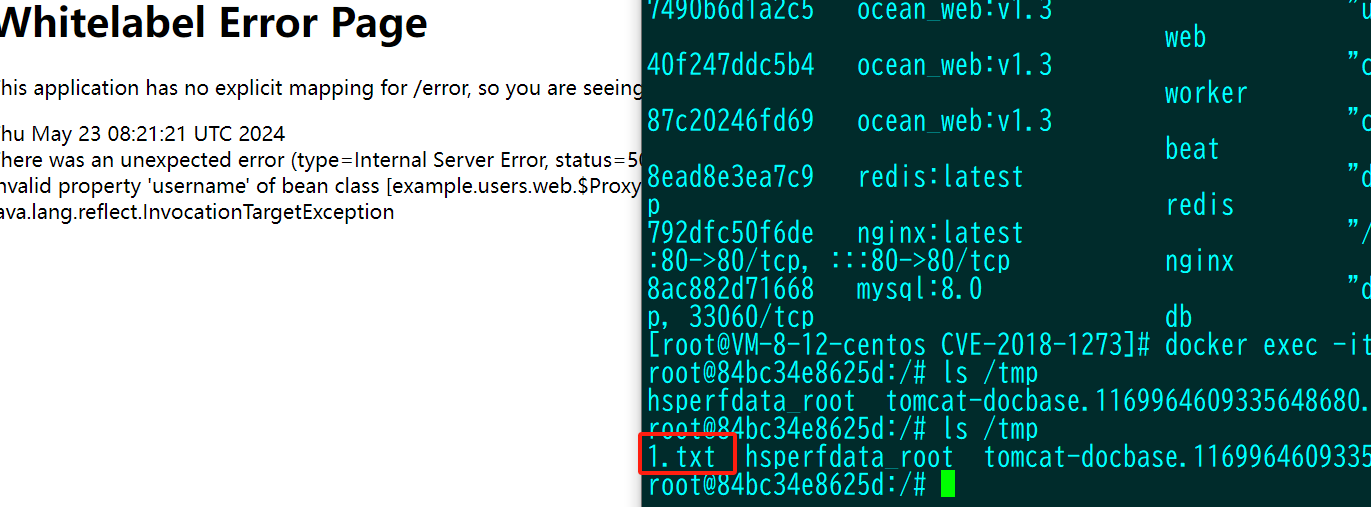 Whitelabel Error Page
his application has no explicit mapping for /error, so you are seeing
hu May 23 08:21:21 UTC 2024
here was an unexpected error (type=Internal Server Error, status=50
nvalid property 'username' of bean class [example.users.web.$Proxy
ava.lang.reflect.InvocationTargetException
7490b6d1a2c5 ocean_web:v1.3 "u
web
40f247ddc5b4 ocean_web:v1.3 "c
worker
87c20246fd69 ocean_web:v1.3 "c
beat
8ead8e3ea7c9 redis:latest "d
p redis
792dfc50f6de nginx:latest "/
:80->80/tcp, :::80->80/tcp nginx
8ac882d71668 mysql:8.0 "d
p, 33060/tcp db
[root@VM-8-12-centos CVE-2018-1273]# docker exec -it
root@84bc34e8625d:/# ls /tmp
hsperfdata_root tomcat-docbase.1169964609335648680.
root@84bc34e8625d:/# ls /tmp
1.txt hsperfdata_root tomcat-docbase.1169964609335
root@84bc34e8625d:/#